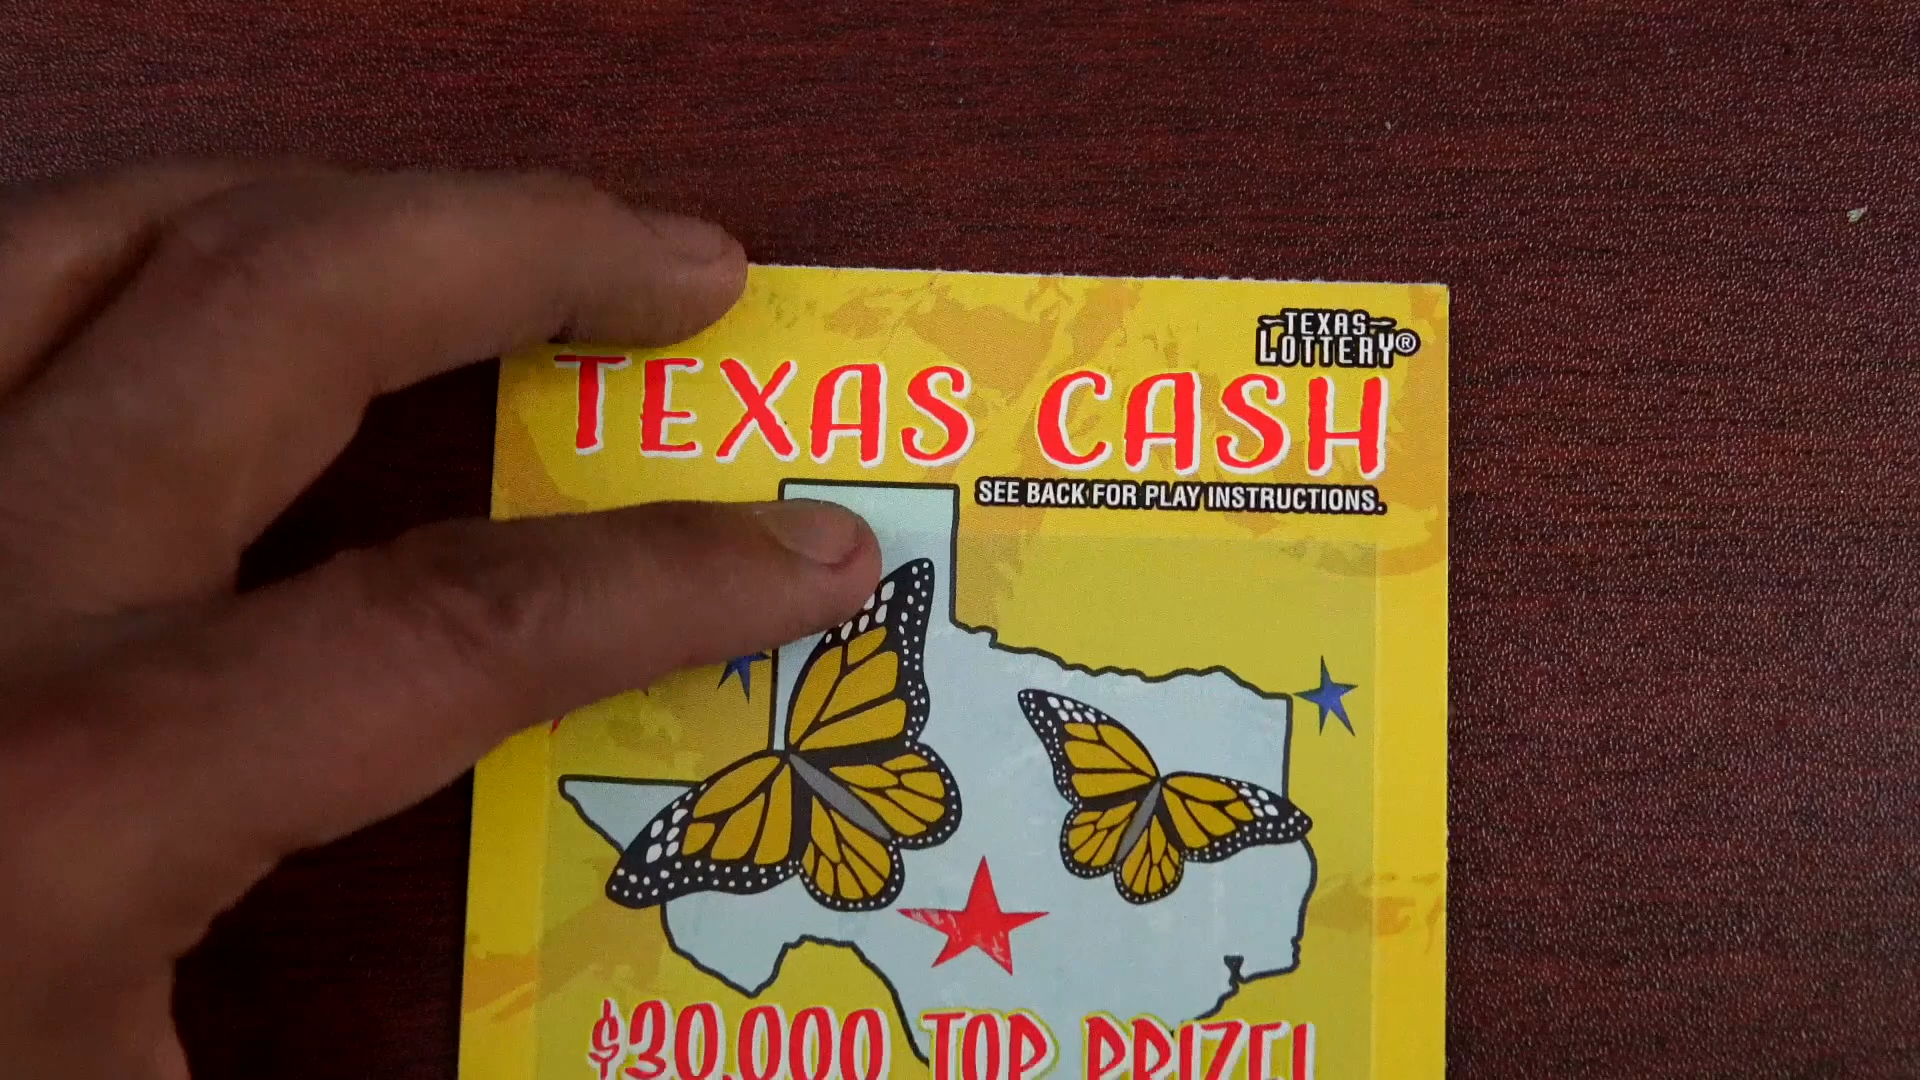 TEXAS
LOTTERY®
TEXAS CASH
SEE BACK FOR PLAY INSTRUCTIONS.
$30,000 TOP PRIZE!